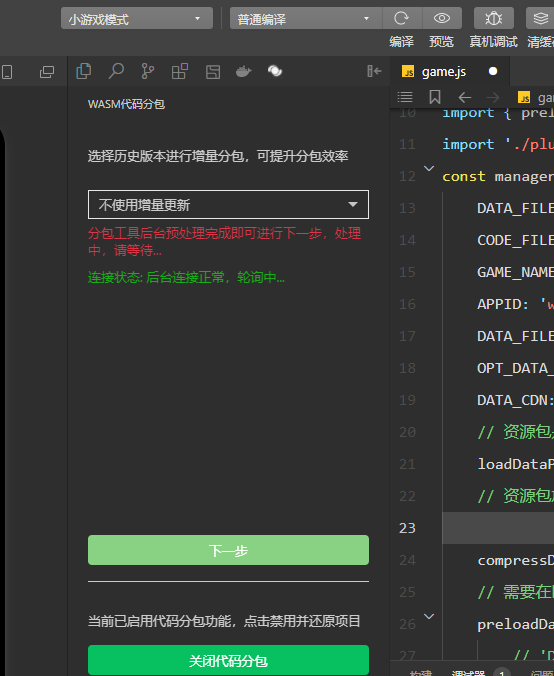 小游戏模式
普通编译
编译
预览
真机调试
清缓存
game.js
WASM代码分包
选择历史版本进行增量分包，可提升分包效率
不使用增量更新
分包工具后台预处理完成即可进行下一步，处理
中，请等待...
连接状态: 后台连接正常，轮询中...
下一步
当前已启用代码分包功能，点击禁用并还原项目
关闭代码分包
10 import { prel
11 import './plu
12 const manager
13 DATA_FILE
14 CODE_FILE
15 GAME_NAME
16 APPID: 'w
17 DATA_FILE
18 OPT_DATA_
19 DATA_CDN:
20 // 资源包
21 loadDataP
22 // 资源包
23
24 compressD
25 // 需要在
26 preloadDa
27 // 'D
构建
调试器
1
问题